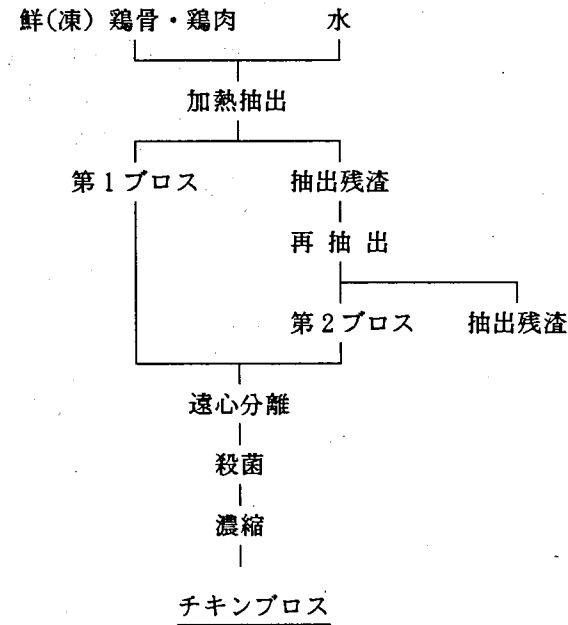 鮮(凍)鶏骨・鶏肉 水
加熱抽出
第1ブロス 抽出残渣
再抽出
第2ブロス 抽出残渣
遠心分離
殺菌
濃縮
チキンブロス